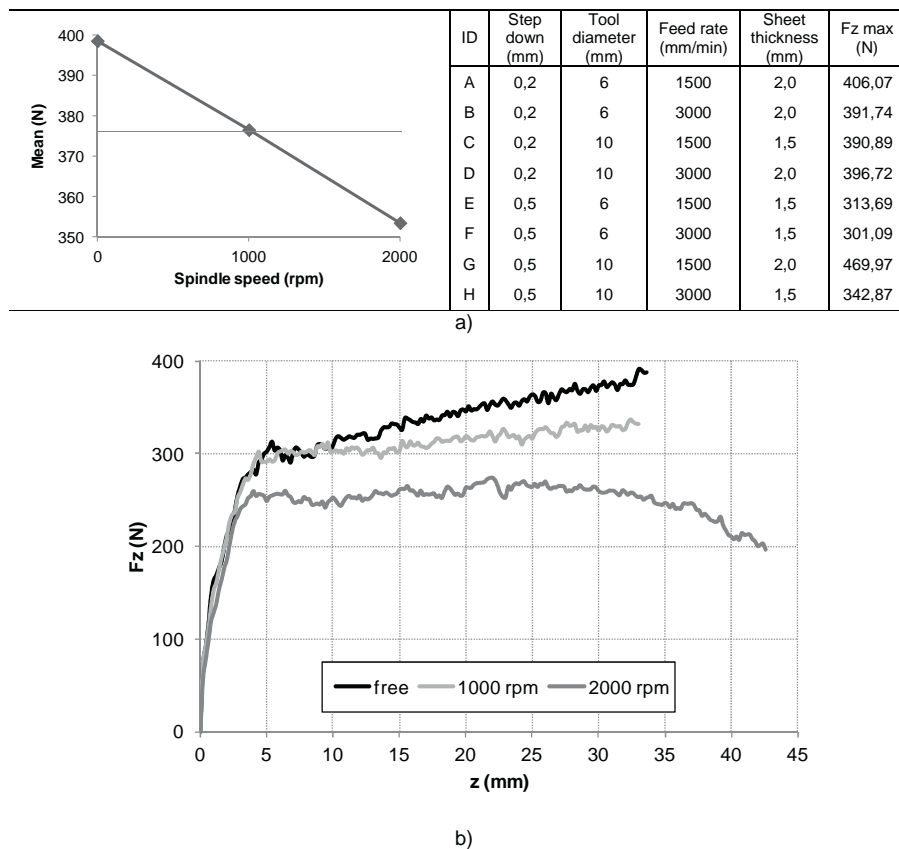 400
390
380
370
360
350
Mean (N)
0 1000 2000
Spindle speed (rpm)
ID Step down (mm) Tool diameter (mm) Feed rate (mm/min) Sheet thickness (mm) Fz max (N)
A 0,2 6 1500 2,0 406,07
B 0,2 6 3000 2,0 391,74
C 0,2 10 1500 1,5 390,89
D 0,2 10 3000 2,0 396,72
E 0,5 6 1500 1,5 313,69
F 0,5 6 3000 1,5 301,09
G 0,5 10 1500 2,0 469,97
H 0,5 10 3000 1,5 342,87
a)
400
300
200
100
0
Fz (N)
free 1000 rpm 2000 rpm
0 5 10 15 20 25 30 35 40 45
z (mm)
b)